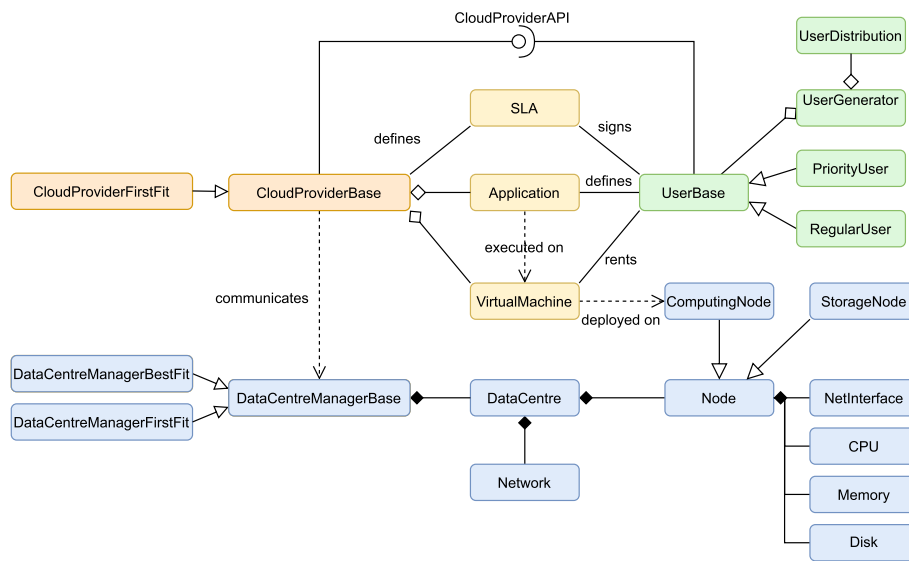 CloudProviderAPI
UserDistribution
SLA
UserGenerator
defines
signs
CloudProviderFirstFit
CloudProviderBase
Application
defines
UserBase
PriorityUser
RegularUser
executed on
rents
communicates
VirtualMachine
deployed on
ComputingNode
StorageNode
DataCentreManagerBestFit
DataCentreManagerFirstFit
DataCentreManagerBase
DataCentre
Node
NetInterface
CPU
Network
Memory
Disk